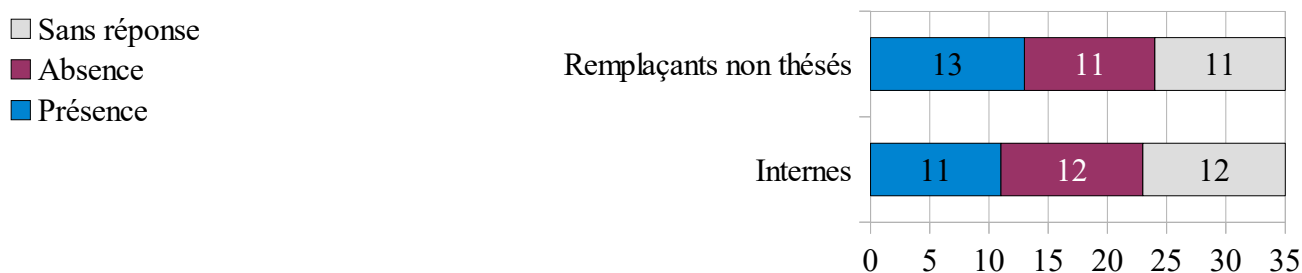 Sans réponse
Absence
Présence
Remplaçants non thésés
13 11 11
Internes
11 12 12
0 5 10 15 20 25 30 35